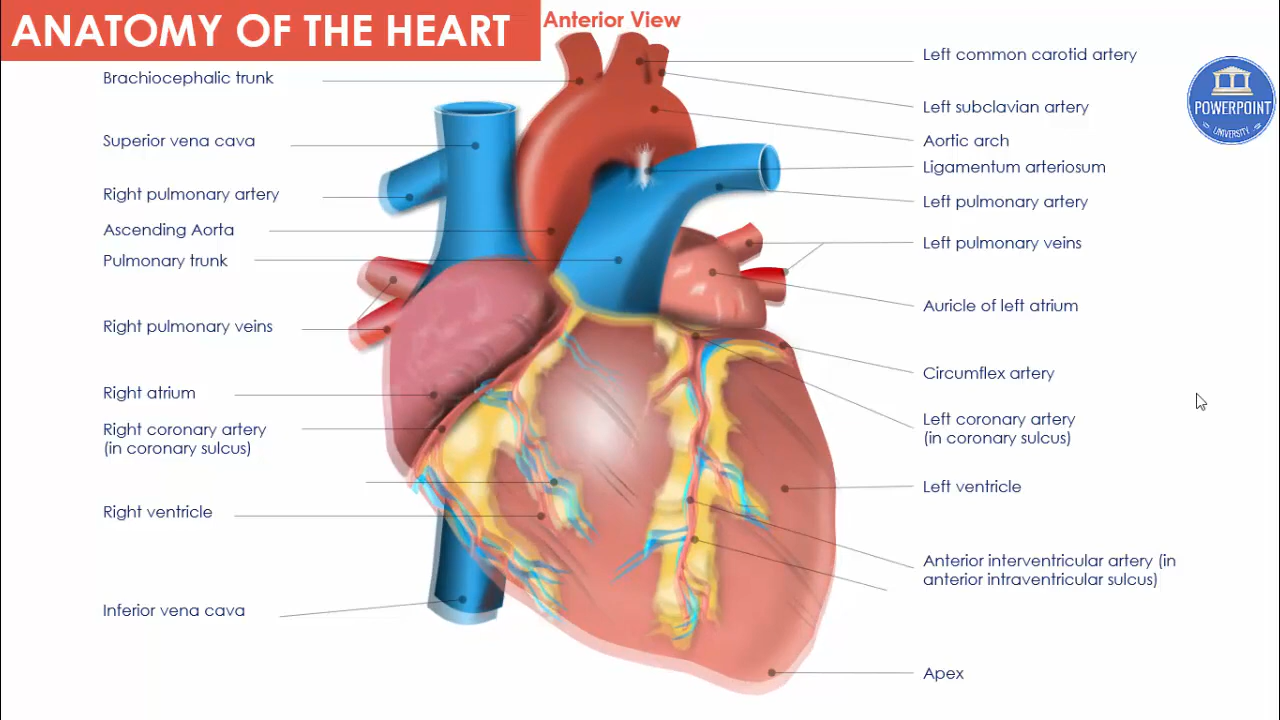 ANATOMY OF THE HEART
Anterior View
Brachiocephalic trunk
Superior vena cava
Right pulmonary artery
Ascending Aorta
Pulmonary trunk
Right pulmonary veins
Right atrium
Right coronary artery
(in coronary sulcus)
Right ventricle
Inferior vena cava
Left common carotid artery
Left subclavian artery
Aortic arch
Ligamentum arteriosum
Left pulmonary artery
Left pulmonary veins
Auricle of left atrium
Circumflex artery
Left coronary artery
(in coronary sulcus)
Left ventricle
Anterior interventricular artery (in
anterior intraventricular sulcus)
Apex
POWERPOINT
UNIVERSITY